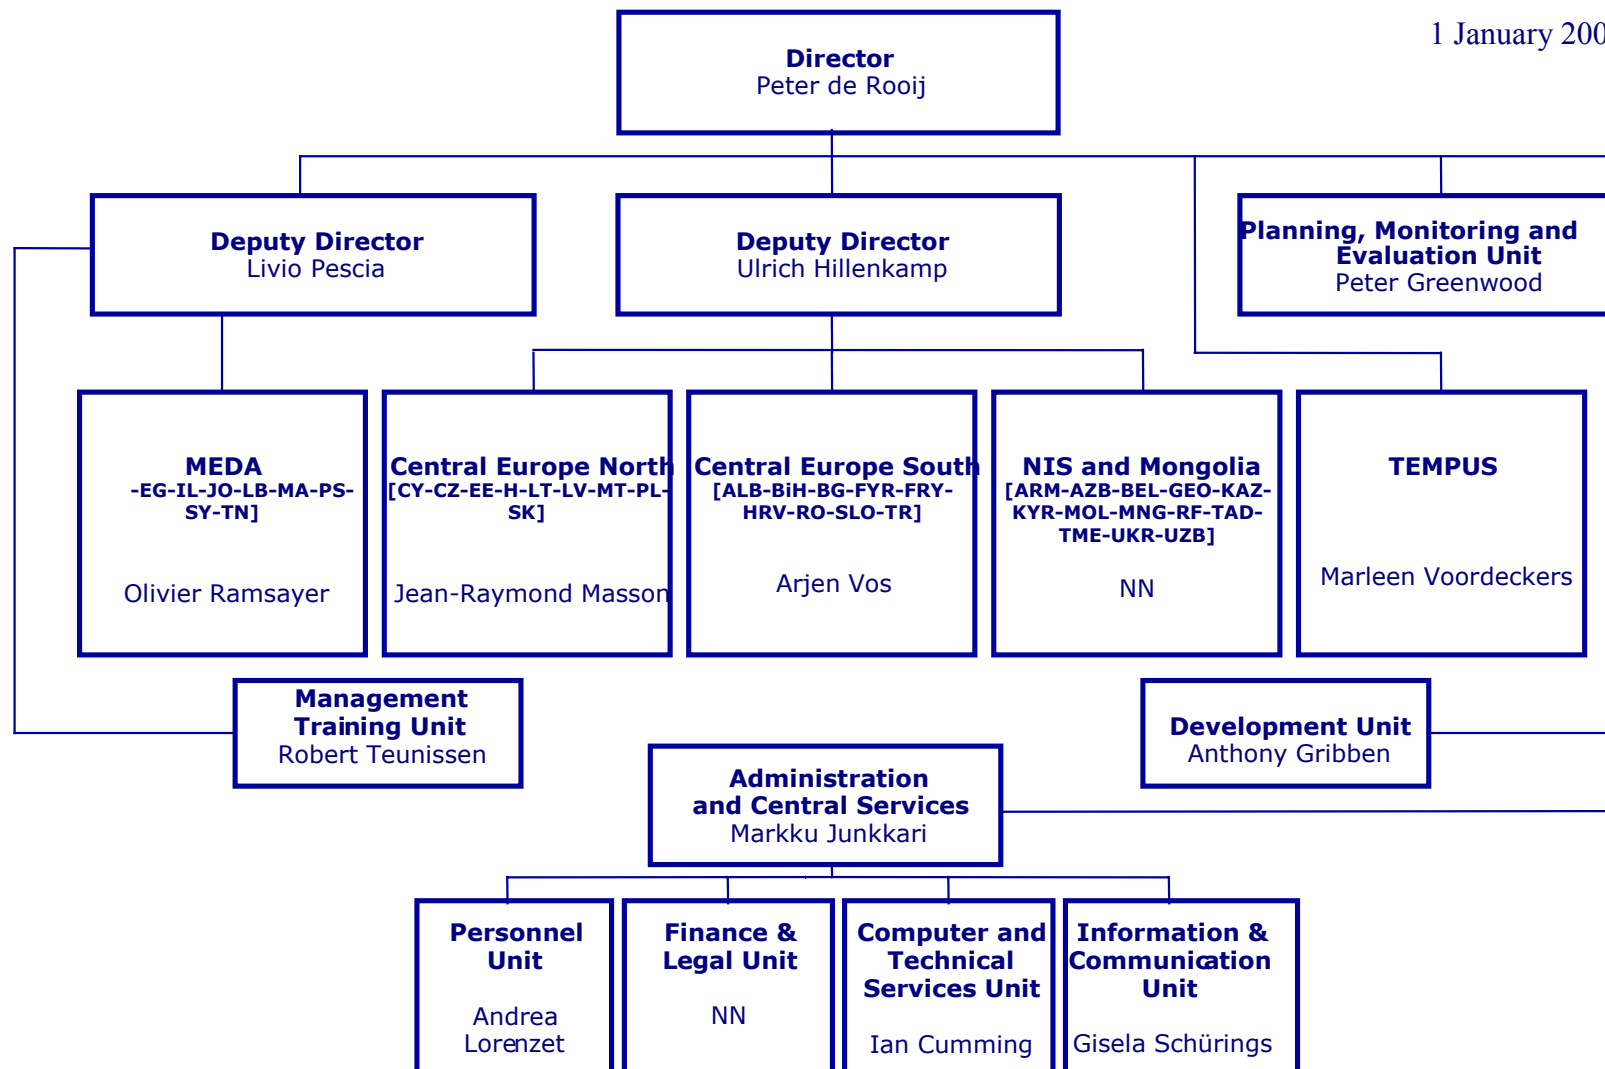 1 January 200
Director
Peter de Rooij
Deputy Director
Livio Pescia
Deputy Director
Ulrich Hillenkamp
Planning, Monitoring and
Evaluation Unit
Peter Greenwood
MEDA
-EG-IL-JO-LB-MA-PS-
SY-TN]
Olivier Ramsayer
Central Europe North
[CY-CZ-EE-H-LT-LV-MT-PL-
SK]
Jean-Raymond Masson
Central Europe South
[ALB-BiH-BG-FYR-FRY-
HRV-RO-SLO-TR]
Arjen Vos
NIS and Mongolia
[ARM-AZB-BEL-GEO-KAZ-
KYR-MOL-MNG-RF-TAD-
TME-UKR-UZB]
NN
TEMPUS
Marleen Voordeckers
Management
Training Unit
Robert Teunissen
Development Unit
Anthony Gribben
Administration
and Central Services
Markku Junkkari
Personnel
Unit
Andrea
Lorenzet
Finance &
Legal Unit
NN
Computer and
Technical
Services Unit
Ian Cumming
Information &
Communication
Unit
Gisela Schürings